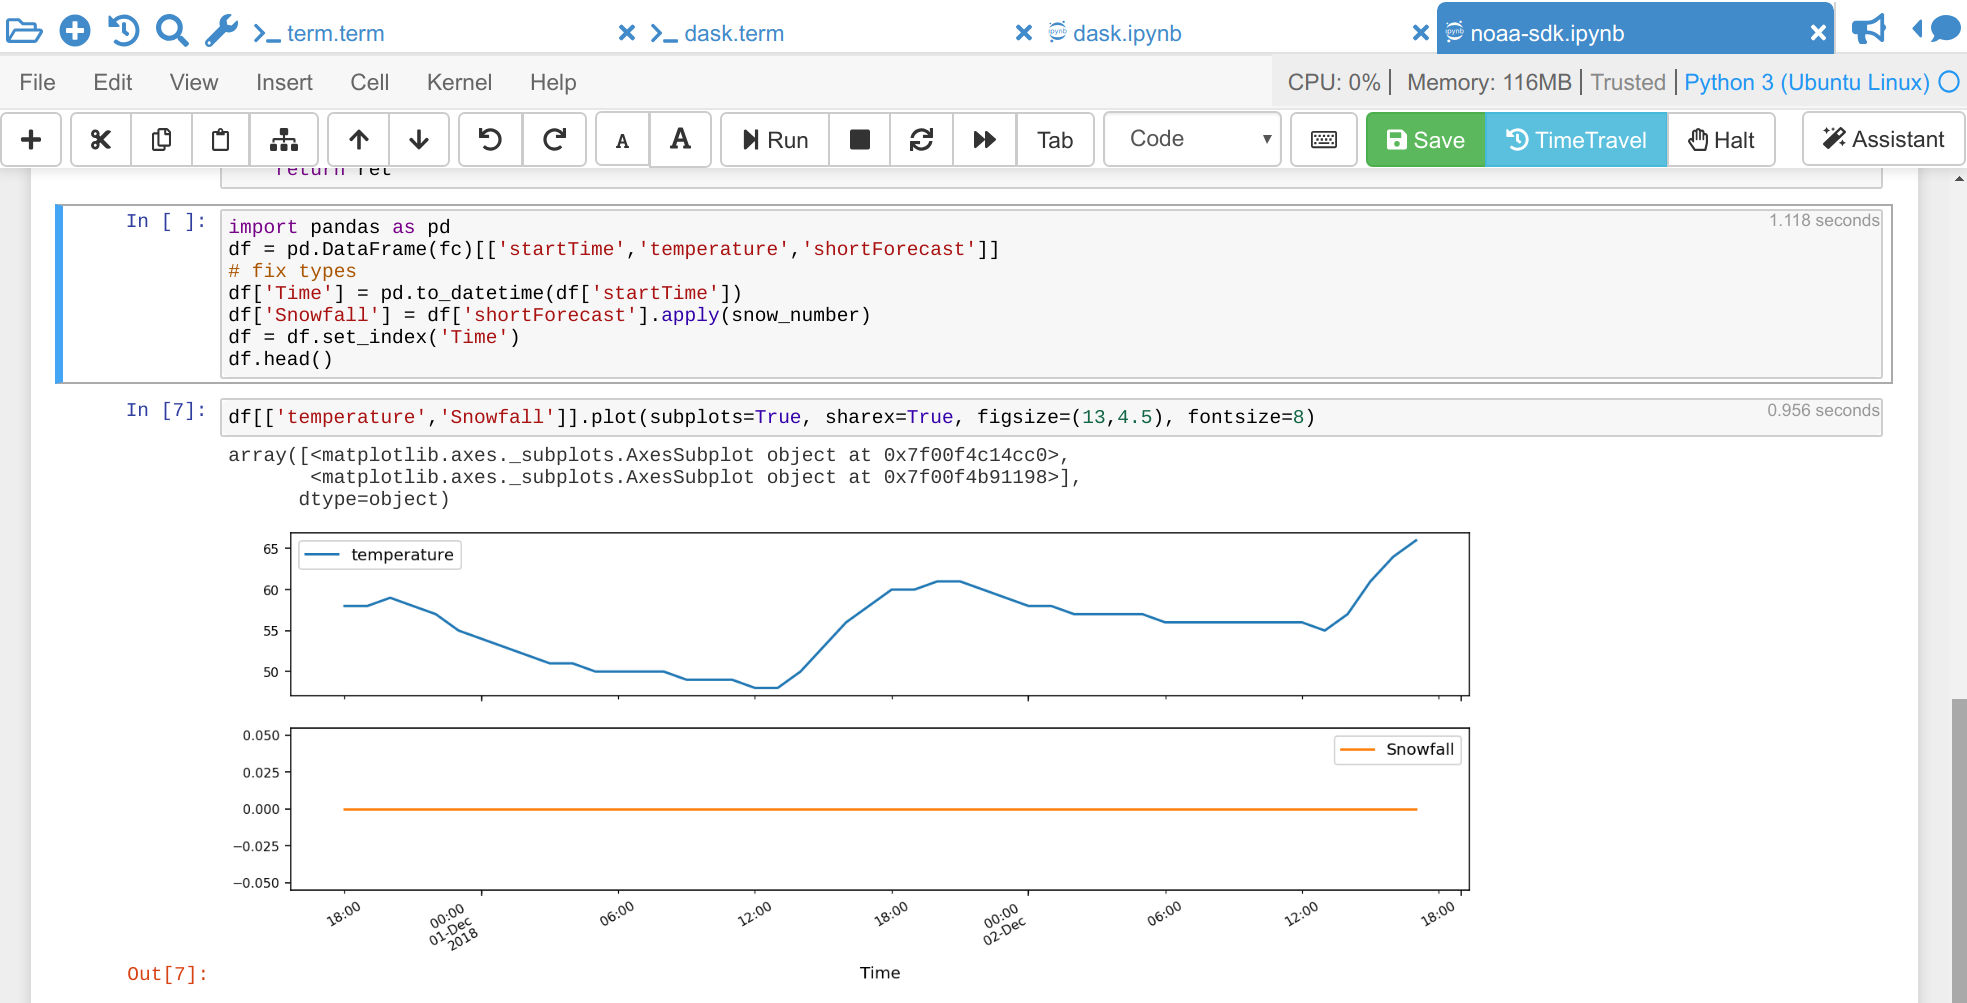 term.term dask.term dask.ipynb noaa-sdk.ipynb
File Edit View Insert Cell Kernel Help CPU: 0% | Memory: 116MB | Trusted | Python 3 (Ubuntu Linux)
A A Run Tab Code Save TimeTravel Halt Assistant
return ret
In [ ]: import pandas as pd 1.118 seconds
df = pd.DataFrame(fc)[['startTime','temperature','shortForecast']]
# fix types
df['Time'] = pd.to_datetime(df['startTime'])
df['Snowfall'] = df['shortForecast'].apply(snow_number)
df = df.set_index('Time')
df.head()
In [7]: df[['temperature','Snowfall']].plot(subplots=True, sharex=True, figsize=(13,4.5), fontsize=8) 0.956 seconds
array([<matplotlib.axes._subplots.AxesSubplot object at 0x7f00f4c14cc0>,
<matplotlib.axes._subplots.AxesSubplot object at 0x7f00f4b91198>],
dtype=object)
temperature
65
60
55
50
Snowfall
0.050
0.025
0.000
−0.025
−0.050
18:00 00:00 06:00 12:00 18:00 00:00 06:00 12:00 18:00
01-Dec 02-Dec
2018
Out[7]: Time